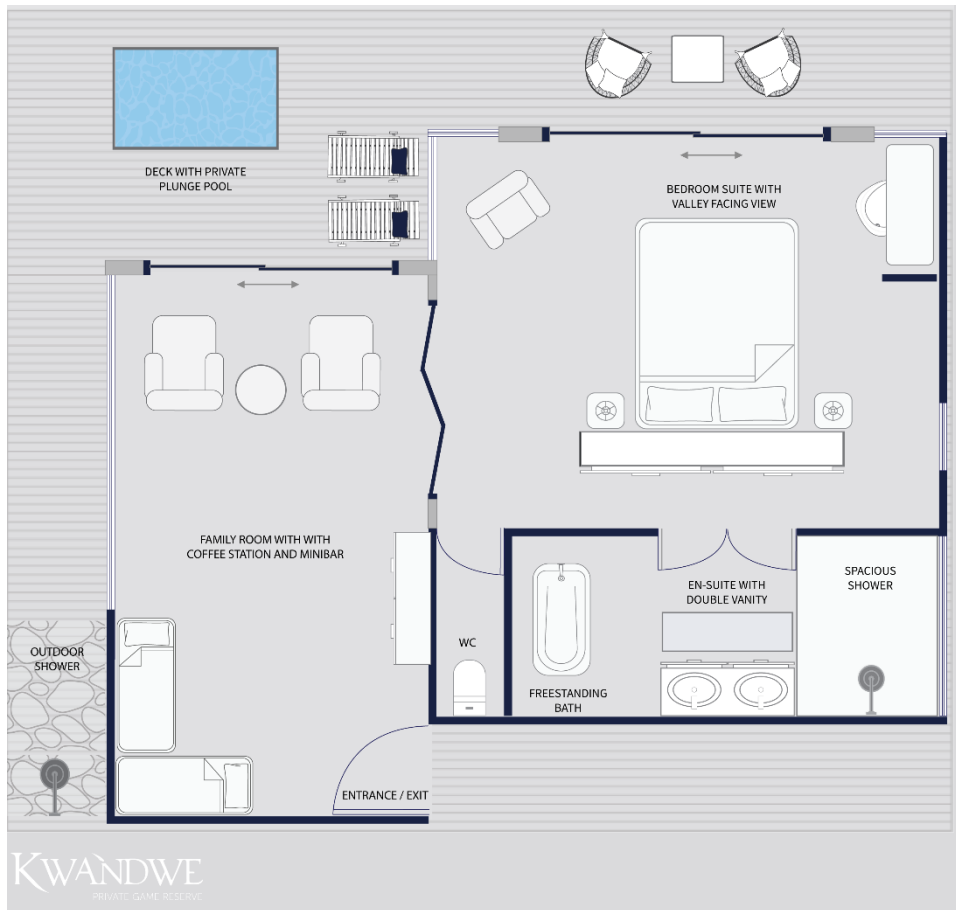 DECK WITH PRIVATE
PLUNGE POOL
BEDROOM SUITE WITH
VALLEY FACING VIEW
FAMILY ROOM WITH WITH
COFFEE STATION AND MINIBAR
EN-SUITE WITH
DOUBLE VANITY
SPACIOUS
SHOWER
OUTDOOR
SHOWER
WC
FREESTANDING
BATH
ENTRANCE / EXIT
KWANDWE
PRIVATE GAME RESERVE